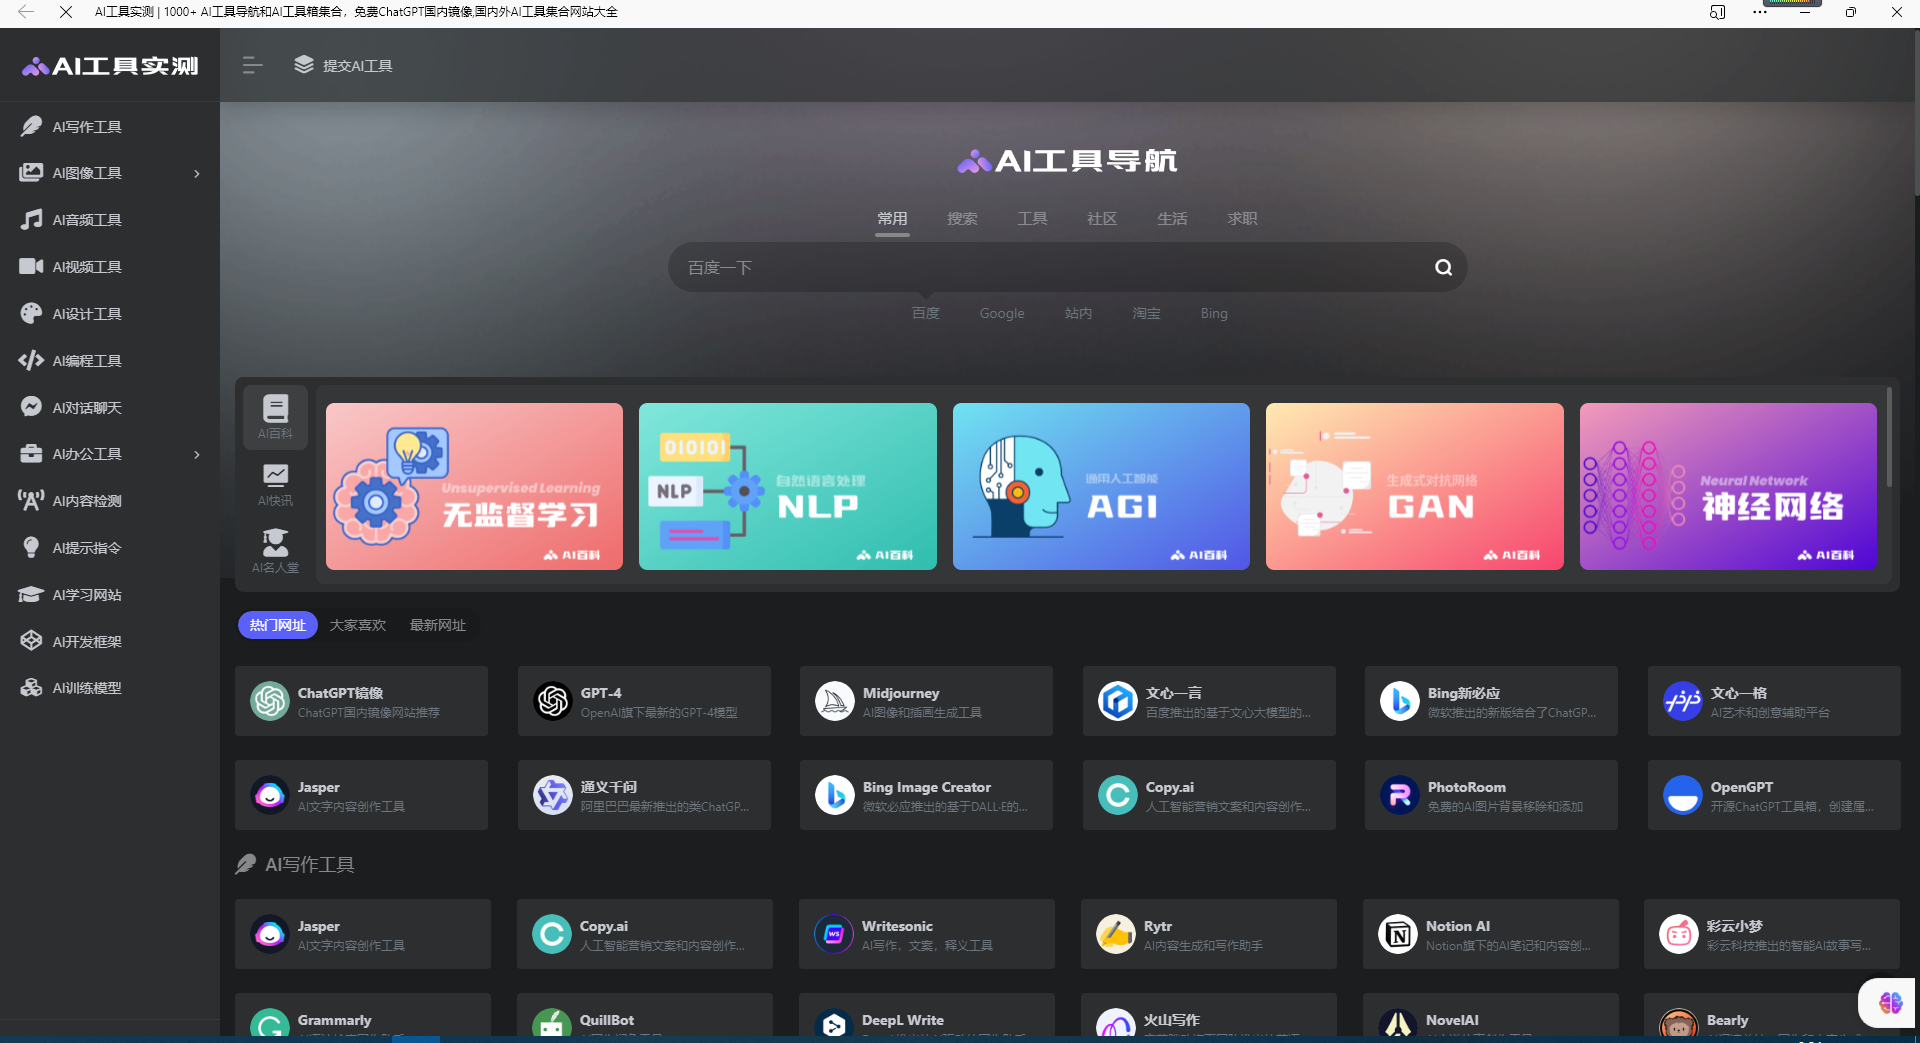 AI工具实测 | 1000+ AI工具导航和AI工具箱集合，免费ChatGPT国内镜像,国内外AI工具集合网站大全
AI工具实测
提交AI工具
AI写作工具
AI图像工具
AI音频工具
AI视频工具
AI设计工具
AI编程工具
AI对话聊天
AI办公工具
AI内容检测
AI提示指令
AI学习网站
AI开发框架
AI训练模型
AI工具导航
常用 搜索 工具 社区 生活 求职
百度一下
百度 Google 站内 淘宝 Bing
AI百科
AI快讯
AI名人堂
Unsupervised Learning
无监督学习
AI百科
010101
NLP
自然语言处理
NLP
AI百科
通用人工智能
AGI
AI百科
生成式对抗网络
GAN
AI百科
Neural Network
神经网络
AI百科
热门网址 大家喜欢 最新网址
ChatGPT镜像
ChatGPT国内镜像网站推荐
GPT-4
OpenAI旗下最新的GPT-4模型
Midjourney
AI图像和插画生成工具
文心一言
百度推出的基于文心大模型的...
Bing新必应
微软推出的新版结合了ChatGP...
文心一格
AI艺术和创意辅助平台
Jasper
AI文字内容创作工具
通义千问
阿里巴巴最新推出的类ChatGP...
Bing Image Creator
微软必应推出的基于DALL·E的...
Copy.ai
人工智能营销文案和内容创作...
PhotoRoom
免费的AI图片背景移除和添加
OpenGPT
开源ChatGPT工具箱，创建属...
AI写作工具
Jasper
AI文字内容创作工具
Copy.ai
人工智能营销文案和内容创作...
WS
Writesonic
AI写作，文案，释义工具
Rytr
AI内容生成和写作助手
Notion AI
Notion旗下的AI笔记和内容创...
彩云小梦
彩云科技推出的智能AI故事写...
Grammarly
QuillBot
DeepL Write
火山写作
NovelAI
Bearly